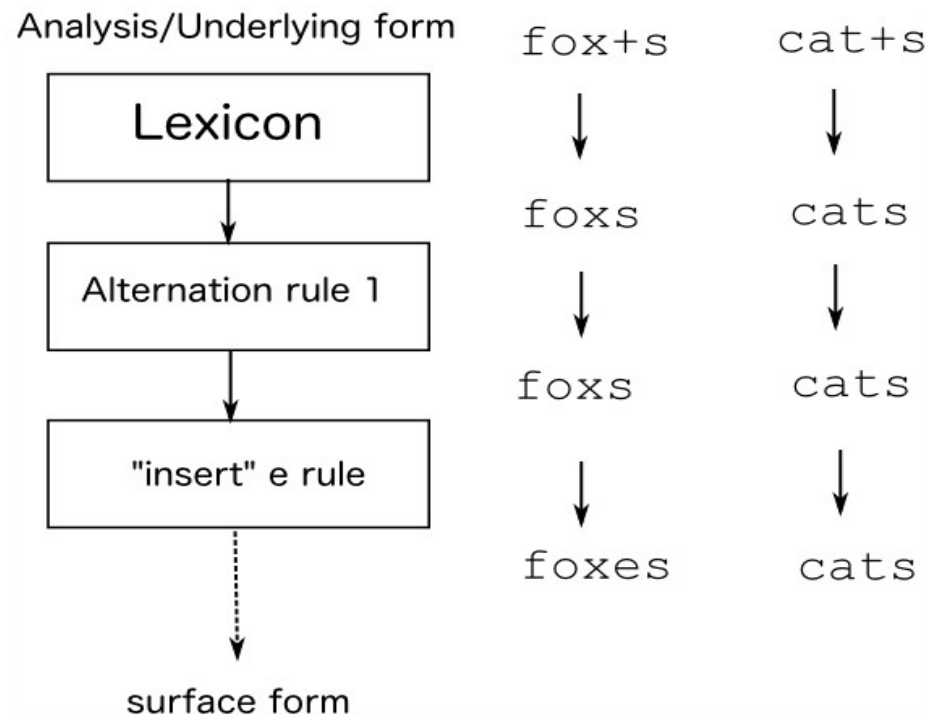 Analysis/Underlying form
fox+s
cat+s
Lexicon
foxs
cats
Alternation rule 1
foxs
cats
"insert" e rule
foxes
cats
surface form